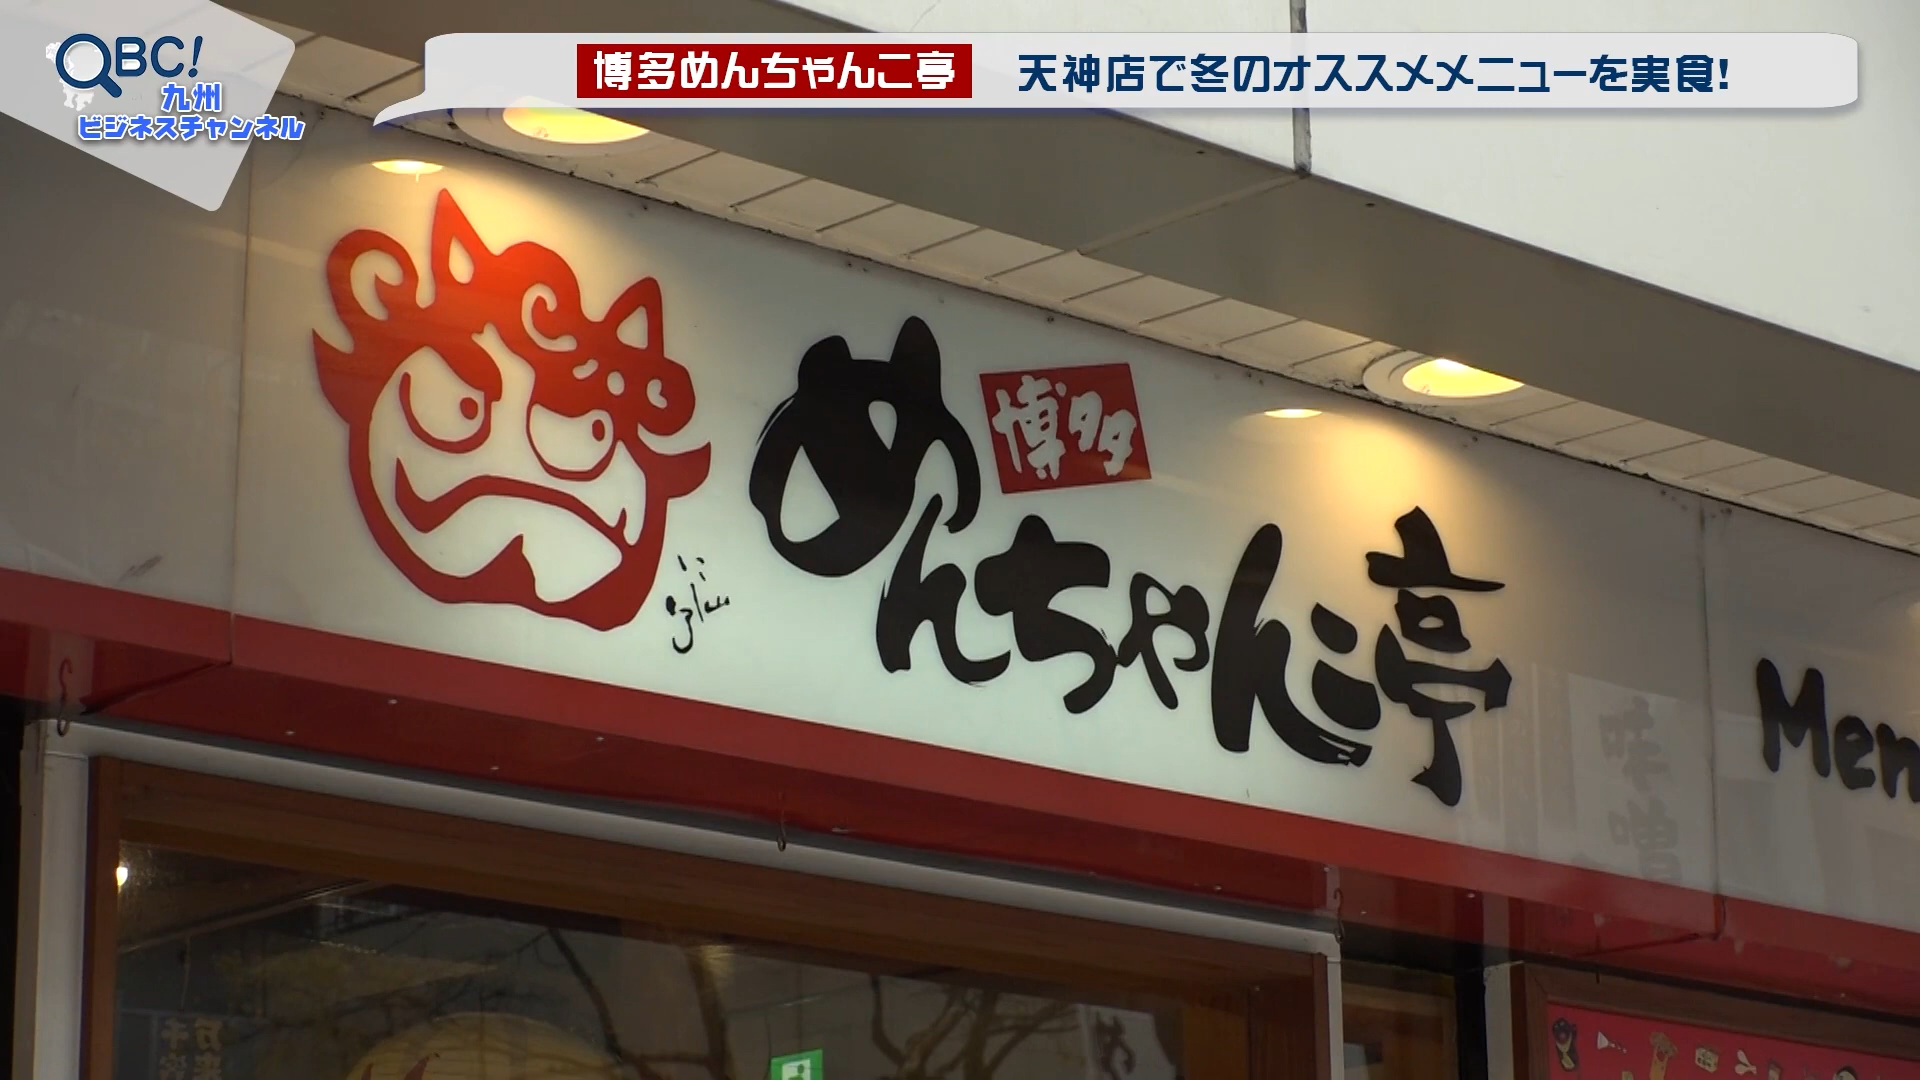 QBC!
九州
ビジネスチャンネル
博多めんちゃんこ亭 天神店で冬のオススメメニューを実食!
博多
めんちゃんこ亭
Men
味噌